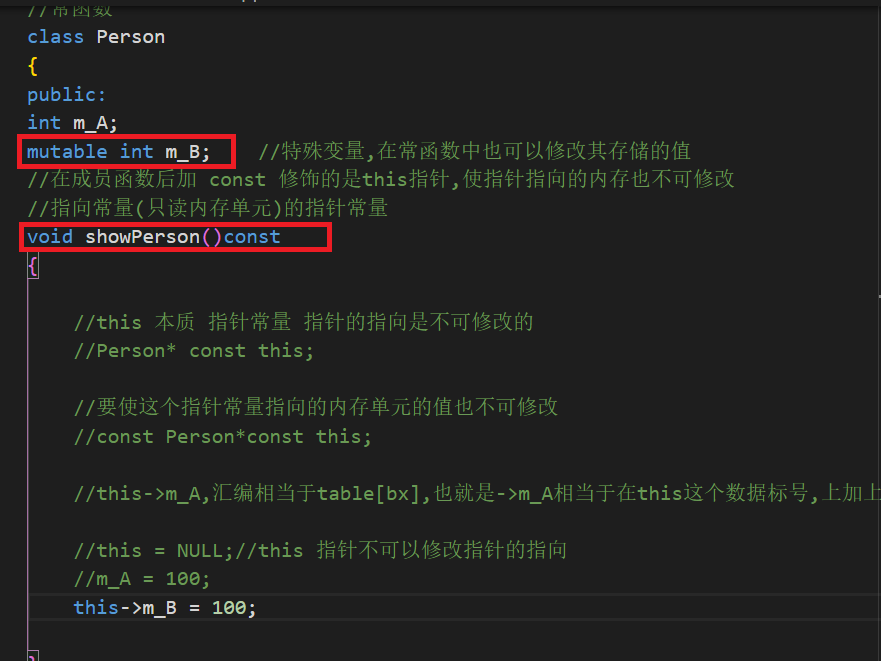 //常函数
class Person
{
public:
int m_A;
mutable int m_B;   //特殊变量,在常函数中也可以修改其存储的值
//在成员函数后加 const 修饰的是this指针,使指针指向的内存也不可修改
//指向常量(只读内存单元)的指针常量
void showPerson()const
{
//this 本质 指针常量 指针的指向是不可修改的
//Person* const this;
//要使这个指针常量指向的内存单元的值也不可修改
//const Person*const this;
//this->m_A,汇编相当于table[bx],也就是->m_A相当于在this这个数据标号,上加上
//this = NULL;//this 指针不可以修改指针的指向
//m_A = 100;
this->m_B = 100;
}